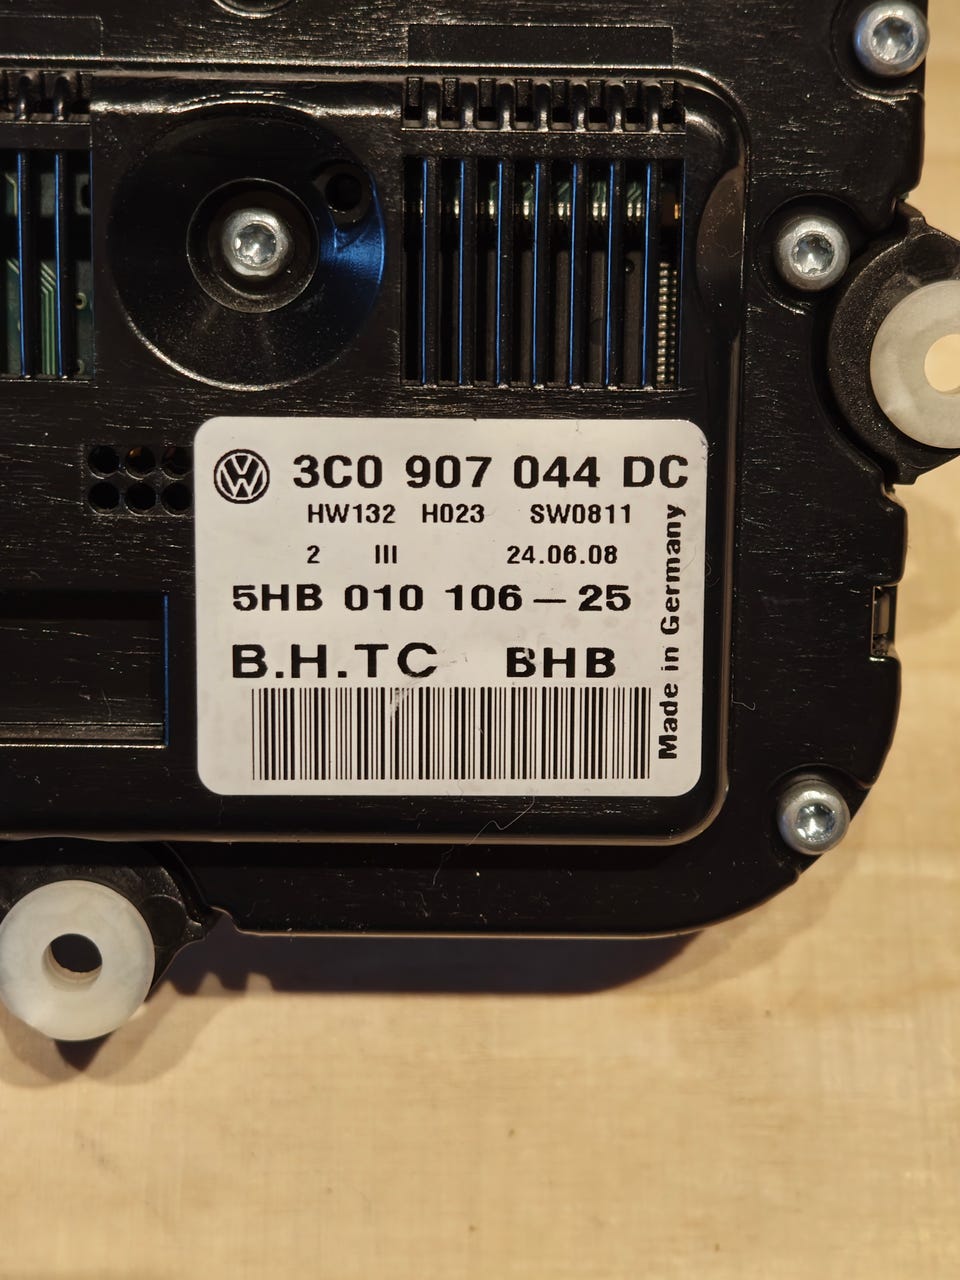 VW 3C0 907 044 DC
HW132 H023 SW0811
2 III 24.06.08
5HB 010 106-25
B.H.TC BHB
Made in Germany